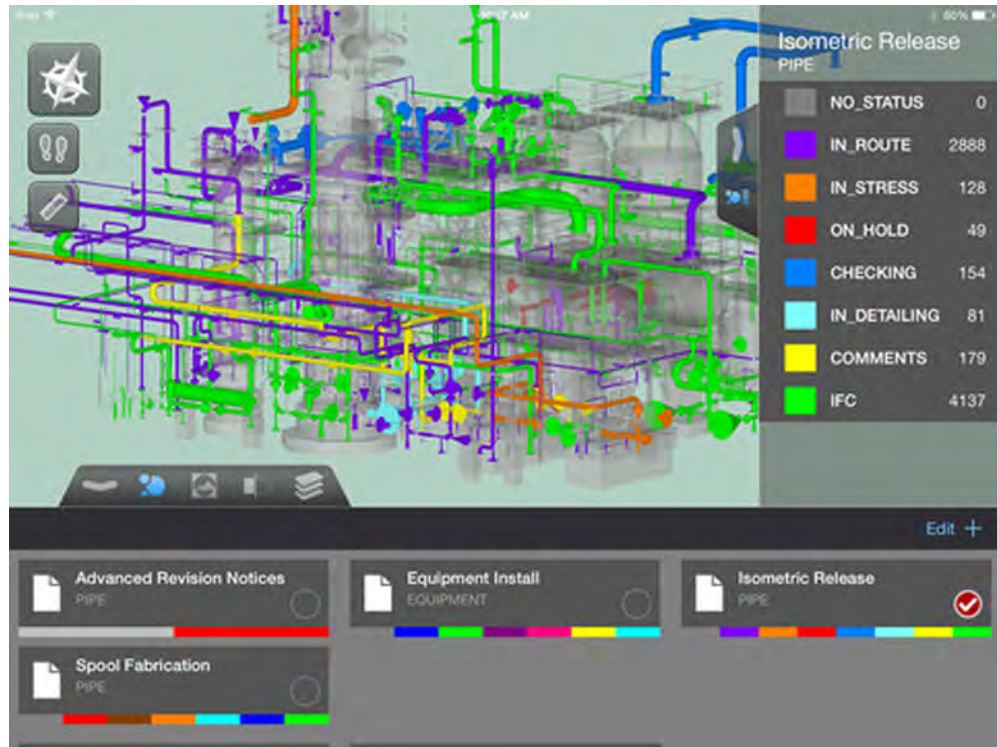 60%
Isometric Release
PIPE
NO_STATUS 0
IN_ROUTE 2888
IN_STRESS 128
ON_HOLD 49
CHECKING 154
IN_DETAILING 81
COMMENTS 179
IFC 4137
Edit +
Advanced Revision Notices
PIPE
Equipment Install
EQUIPMENT
Isometric Release
PIPE
Spool Fabrication
PIPE